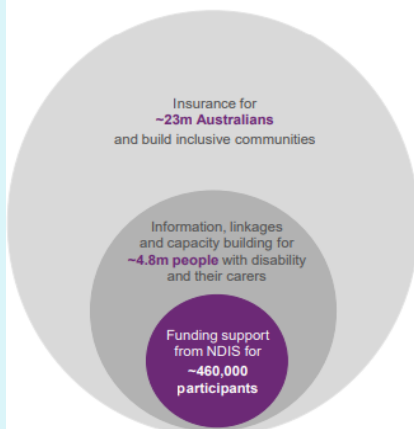 Insurance for
~23m Australians
and build inclusive communities
Information, linkages
and capacity building for
~4.8m people with disability
and their carers
Funding support
from NDIS for
~460,000
participants